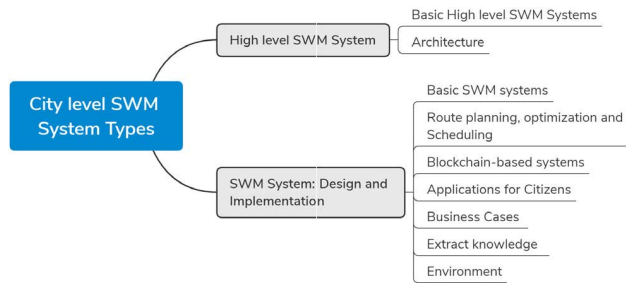 City level SWM
System Types
High level SWM System
Basic High level SWM Systems
Architecture
SWM System: Design and
Implementation
Basic SWM systems
Route planning, optimization and
Scheduling
Blockchain-based systems
Applications for Citizens
Business Cases
Extract knowledge
Environment